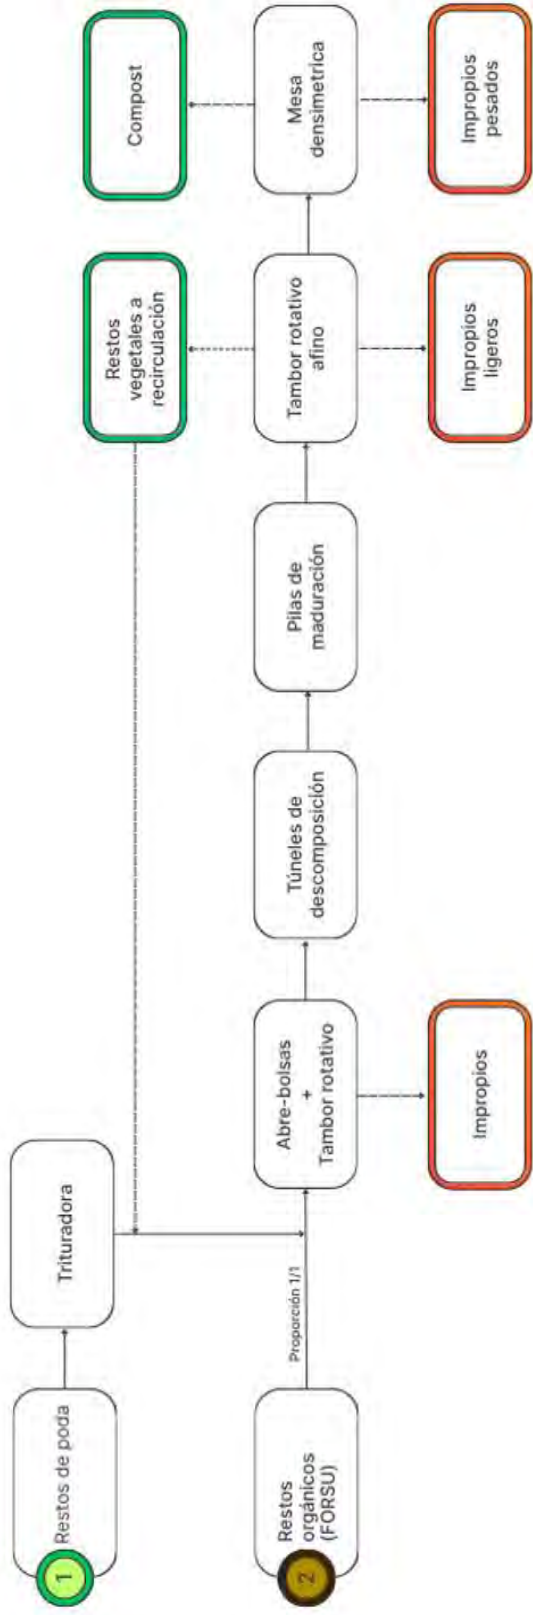 1
Restos de poda
Trituradora
Restos
vegetales a
recirculación
Compost
2
Restos
orgánicos
(FORSU)
Proporción 1/1
Abre-bolsas
+
Tambor rotativo
Túneles de
descomposición
Pilas de
maduración
Tambor rotativo
afino
Mesa
densimetrica
Impropios
Impropios
ligeros
Impropios
pesados